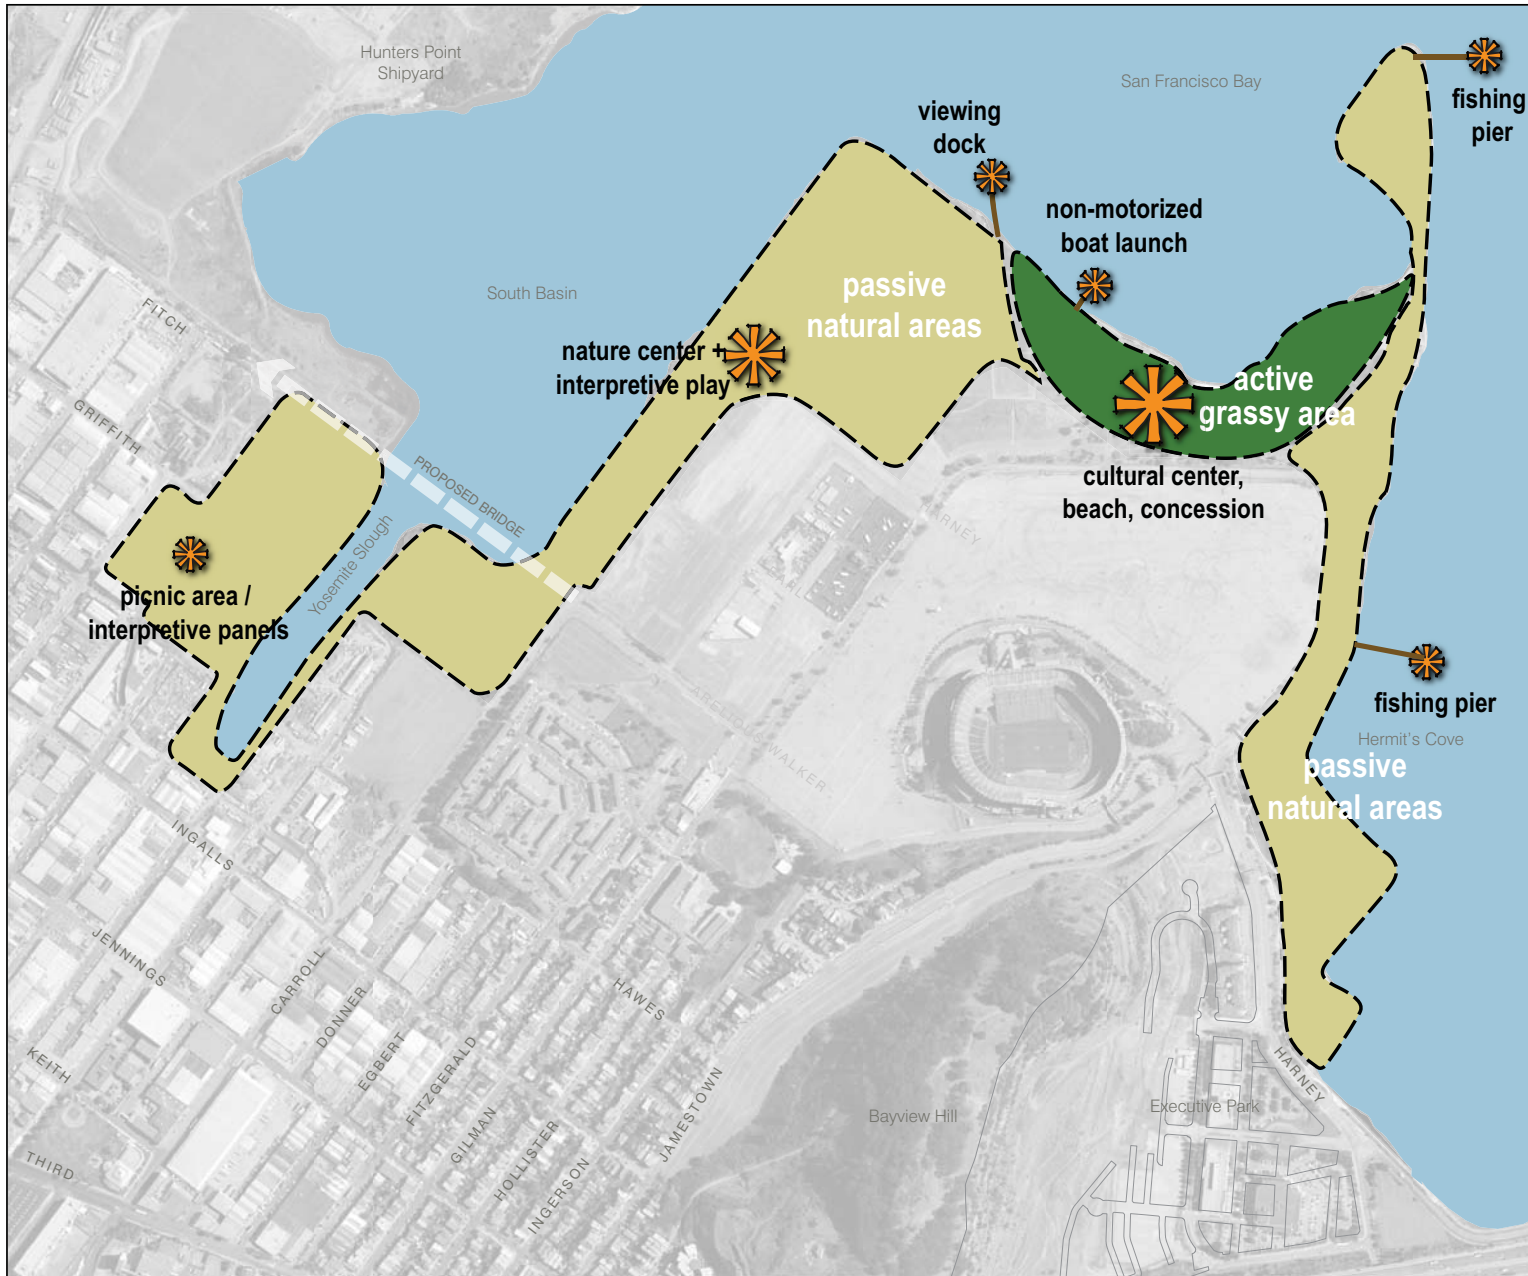 Hunters Point
Shipyard
San Francisco Bay
fishing
pier
viewing
dock
non-motorized
boat launch
South Basin
passive
natural areas
FITCH
nature center +
interpretive play
active
grassy area
GRIFFITH
PROPOSED BRIDGE
cultural center,
beach, concession
HARNEY
Yosemite Slough
picnic area /
interpretive panels
fishing pier
Hermit's Cove
WALKER
passive
natural areas
INGALLS
JENNINGS
CARROLL
DONNER
EGBERT
FITZGERALD
GILMAN
HOLLISTER
INGERSON
HAWES
JAMESTOWN
KEITH
THIRD
Bayview Hill
Executive Park
HARNEY